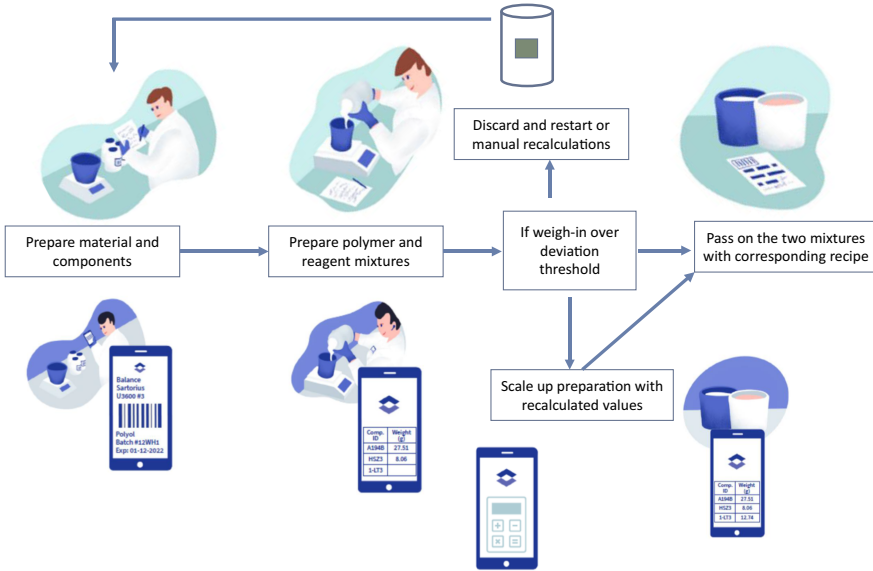 Discard and restart or
manual recalculations
Prepare material and
components
Prepare polymer and
reagent mixtures
If weigh-in over
deviation
threshold
Pass on the two mixtures
with corresponding recipe
Scale up preparation with
recalculated values
Balance
Sartorius
U3600 #3
Polyol
Batch #12WH1
Exp: 01-12-2022
Comp. ID Weight (g)
A194B 27.51
HSZ3 8.06
1-LT3
Comp. ID Weight (g)
A194B 27.51
HSZ3 8.06
1-LT3 12.74